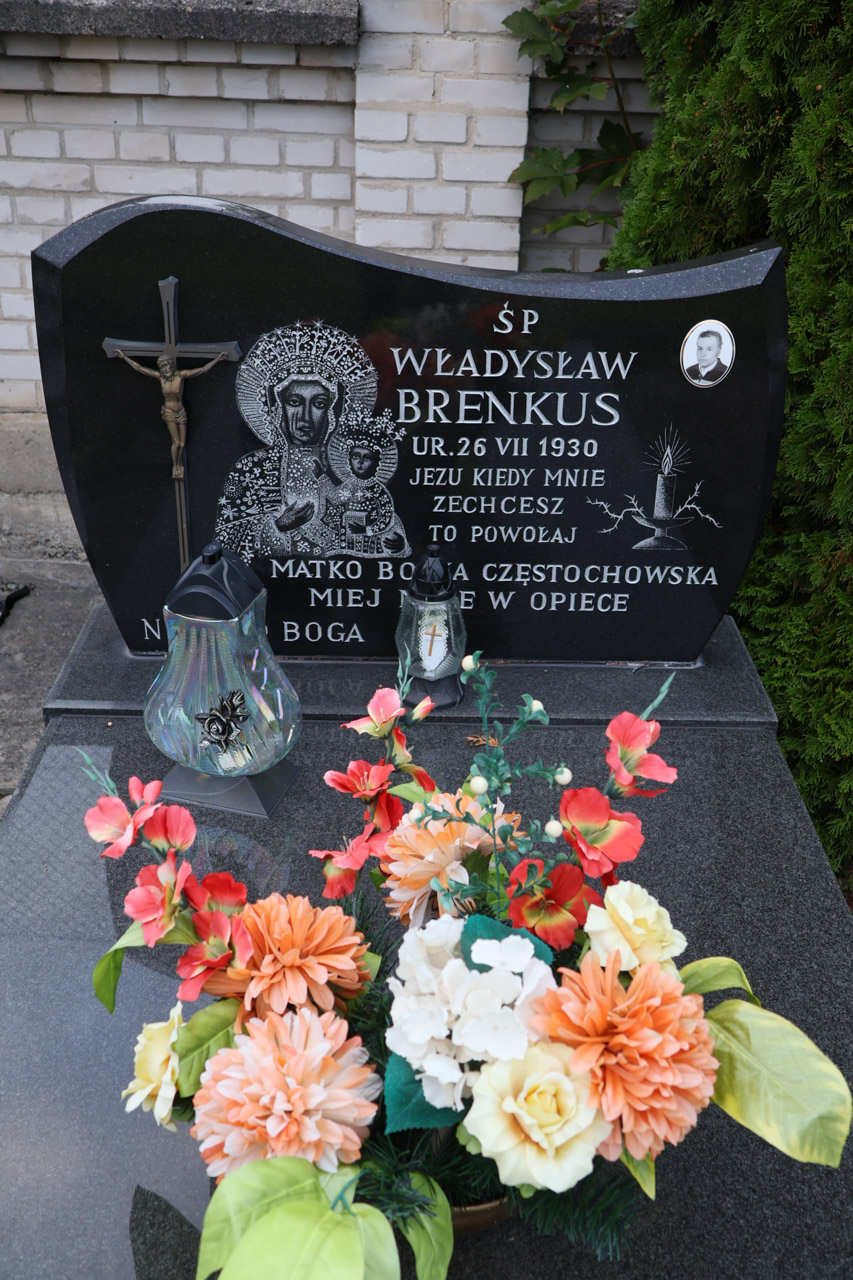 ŚP
WŁADYSŁAW
BRENKUS
UR. 26 VII 1930
JEZU KIEDY MNIE
ZECHCESZ
TO POWOŁAJ
MATKO CZĘSTOCHOWSKA
MIEJ W OPIECE
BOGA